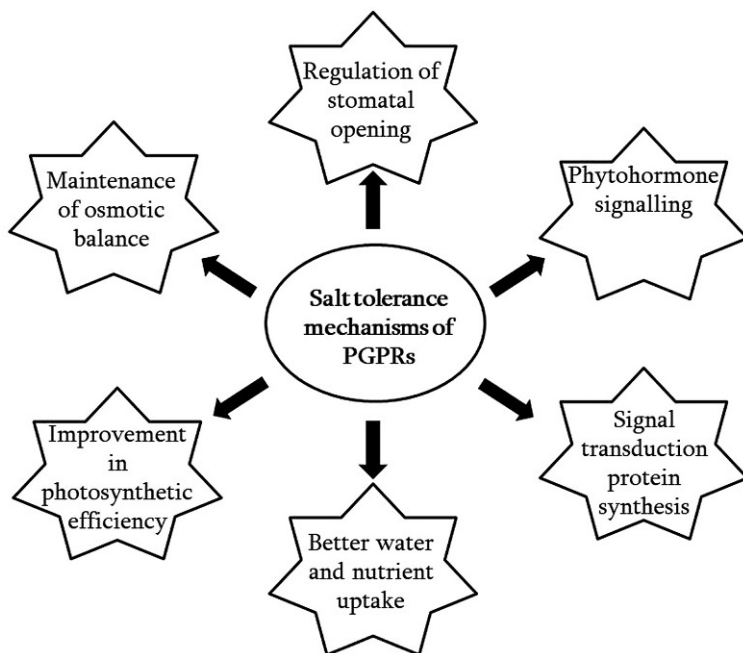 Regulation of
stomatal
opening
Maintenance
of osmotic
balance
Phytohormone
signalling
Salt tolerance
mechanisms of
PGPRs
Improvement
in
photosynthetic
efficiency
Signal
transduction
protein
synthesis
Better water
and nutrient
uptake